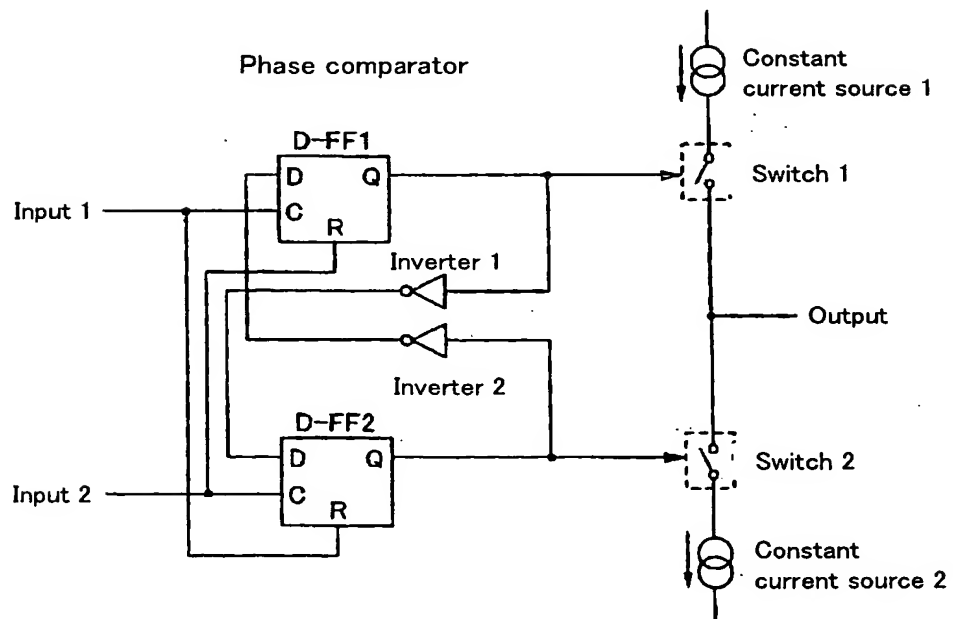 Phase comparator
Constant
current source 1
D-FF1
D Q
C
R
Switch 1
Input 1
Inverter 1
Output
Inverter 2
D-FF2
D Q
C
R
Switch 2
Input 2
Constant
current source 2